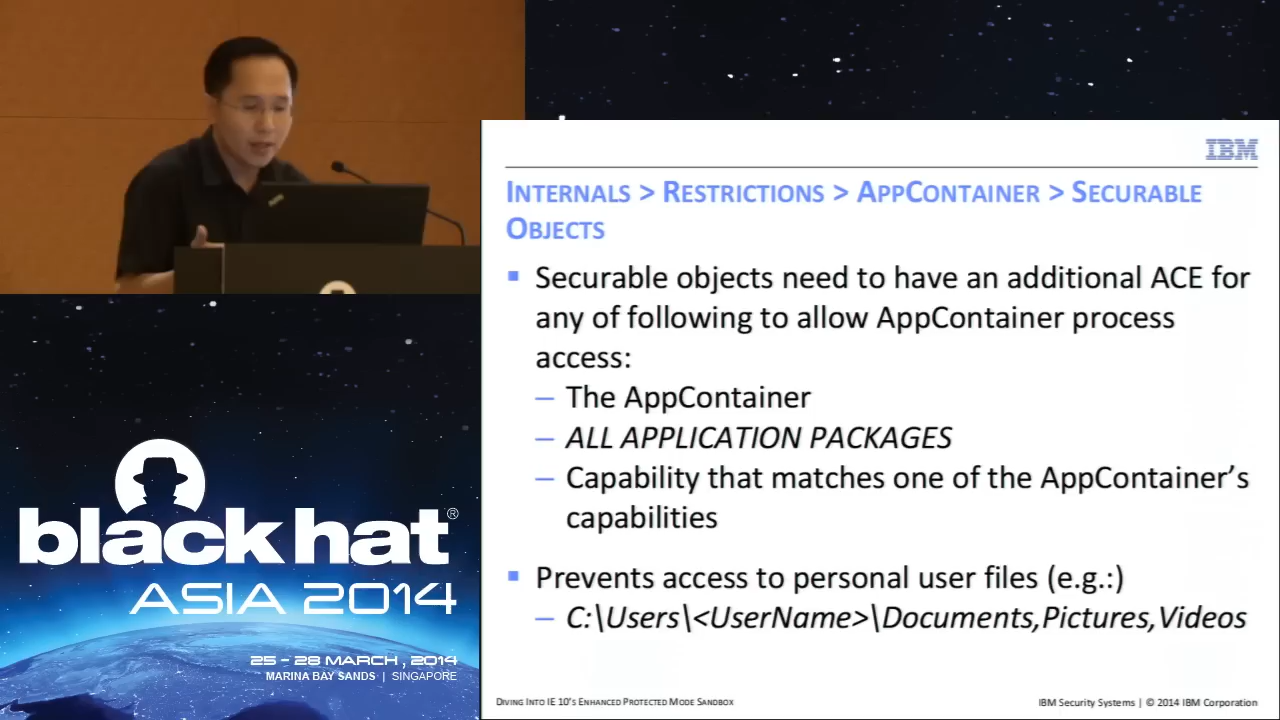 IBM
INTERNALS > RESTRICTIONS > APPCONTAINER > SECURABLE
OBJECTS
Securable objects need to have an additional ACE for
any of following to allow AppContainer process
access:
– The AppContainer
– ALL APPLICATION PACKAGES
– Capability that matches one of the AppContainer's
capabilities
Prevents access to personal user files (e.g.:)
– C:\Users\<UserName>\Documents,Pictures,Videos
DIVING INTO IE 10'S ENHANCED PROTECTED MODE SANDBOX
IBM Security Systems | © 2014 IBM Corporation
black hat®
ASIA 2014
25 - 28 MARCH, 2014
MARINA BAY SANDS | SINGAPORE